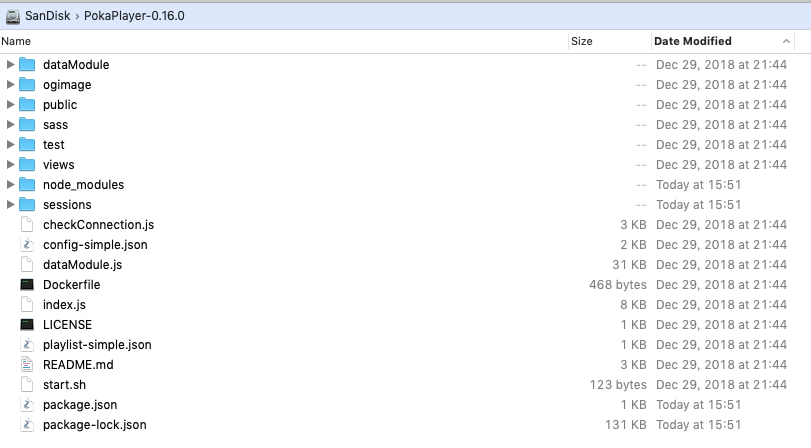 SanDisk › PokaPlayer-0.16.0
Name Size Date Modified
dataModule -- Dec 29, 2018 at 21:44
ogimage -- Dec 29, 2018 at 21:44
public -- Dec 29, 2018 at 21:44
sass -- Dec 29, 2018 at 21:44
test -- Dec 29, 2018 at 21:44
views -- Dec 29, 2018 at 21:44
node_modules -- Today at 15:51
sessions -- Today at 15:51
checkConnection.js 3 KB Dec 29, 2018 at 21:44
config-simple.json 2 KB Dec 29, 2018 at 21:44
dataModule.js 31 KB Dec 29, 2018 at 21:44
Dockerfile 468 bytes Dec 29, 2018 at 21:44
index.js 8 KB Dec 29, 2018 at 21:44
LICENSE 1 KB Dec 29, 2018 at 21:44
playlist-simple.json 1 KB Dec 29, 2018 at 21:44
README.md 3 KB Dec 29, 2018 at 21:44
start.sh 123 bytes Dec 29, 2018 at 21:44
package.json 1 KB Today at 15:51
package-lock.json 131 KB Today at 15:51